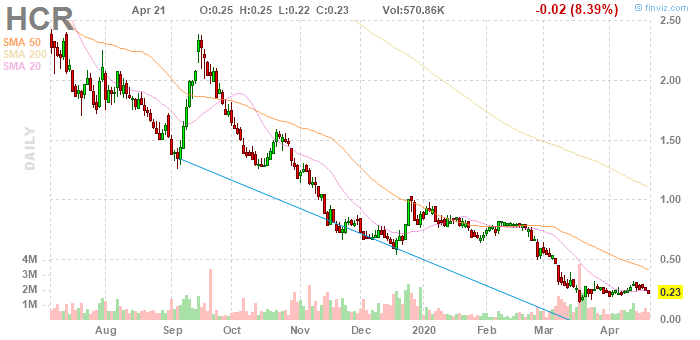 HCR Apr 21 O:0.25 H:0.25 L:0.22 C:0.23 Vol:570.86K -0.02 (8.39%) © finviz.com
SMA 50
SMA 200
SMA 20
DAILY
2.50
2.00
1.50
1.00
0.50
0.23
0.00
4M
3M
2M
1M
Aug Sep Oct Nov Dec 2020 Feb Mar Apr